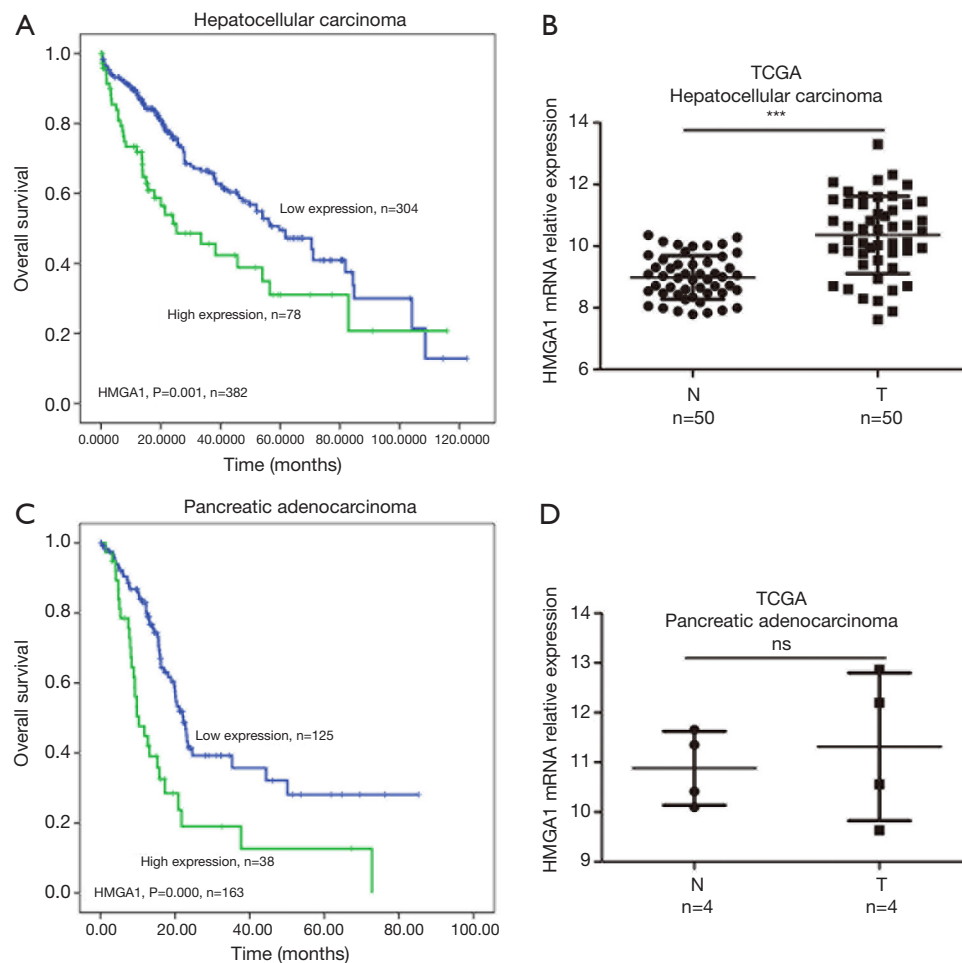 A
Hepatocellular carcinoma
Overall survival
1.0
0.8
0.6
0.4
0.2
0.0
Low expression, n=304
High expression, n=78
HMGA1, P=0.001, n=382
0.0000 20.0000 40.0000 60.0000 80.0000 100.0000 120.0000
Time (months)
B
TCGA
Hepatocellular carcinoma
***
HMGA1 mRNA relative expression
14
12
10
8
6
N T
n=50 n=50
C
Pancreatic adenocarcinoma
Overall survival
1.0
0.8
0.6
0.4
0.2
0.0
Low expression, n=125
High expression, n=38
HMGA1, P=0.000, n=163
0.00 20.00 40.00 60.00 80.00 100.00
Time (months)
D
TCGA
Pancreatic adenocarcinoma
ns
HMGA1 mRNA relative expression
14
13
12
11
10
9
N T
n=4 n=4